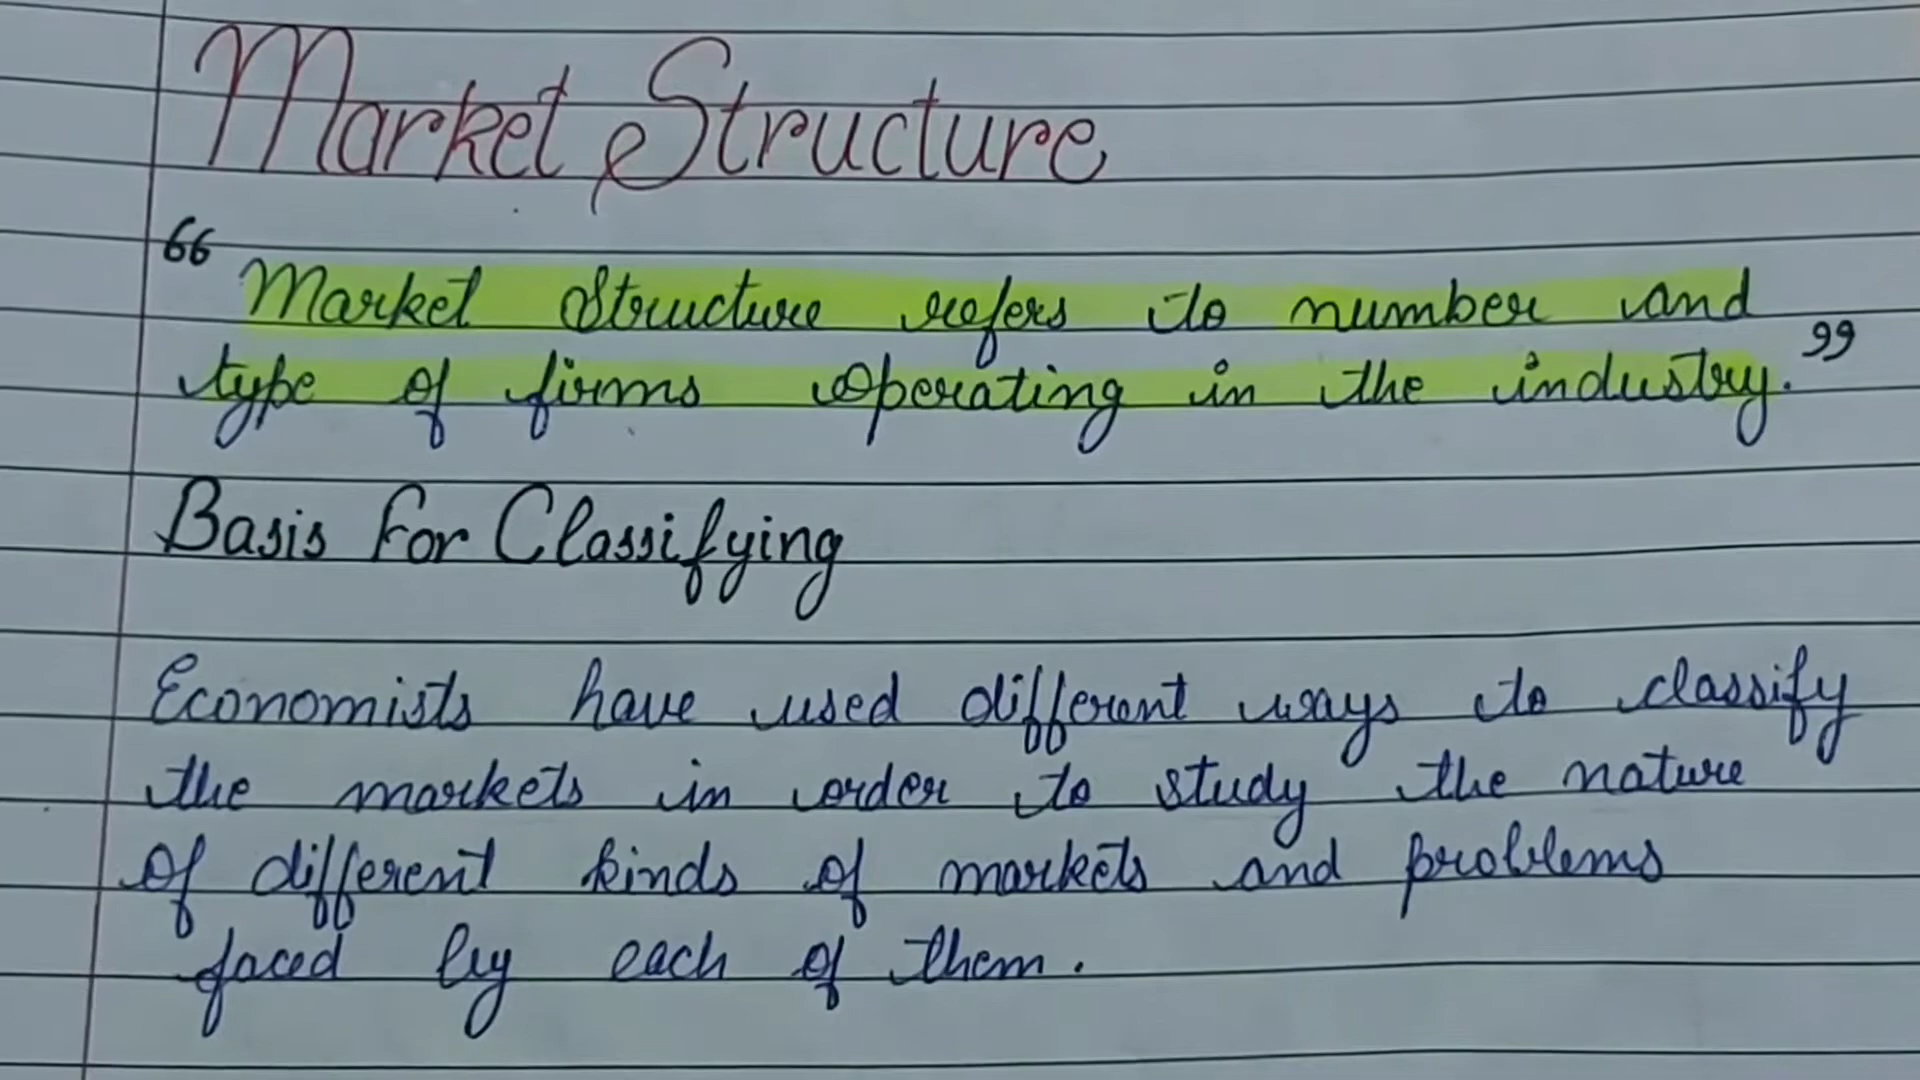 Market Structure
“Market Structure refers to number and
type of firms operating in the industry.”
Basis For Classifying
Economists have used different ways to classify
the markets in order to study the nature
of different kinds of markets and problems
faced by each of them.